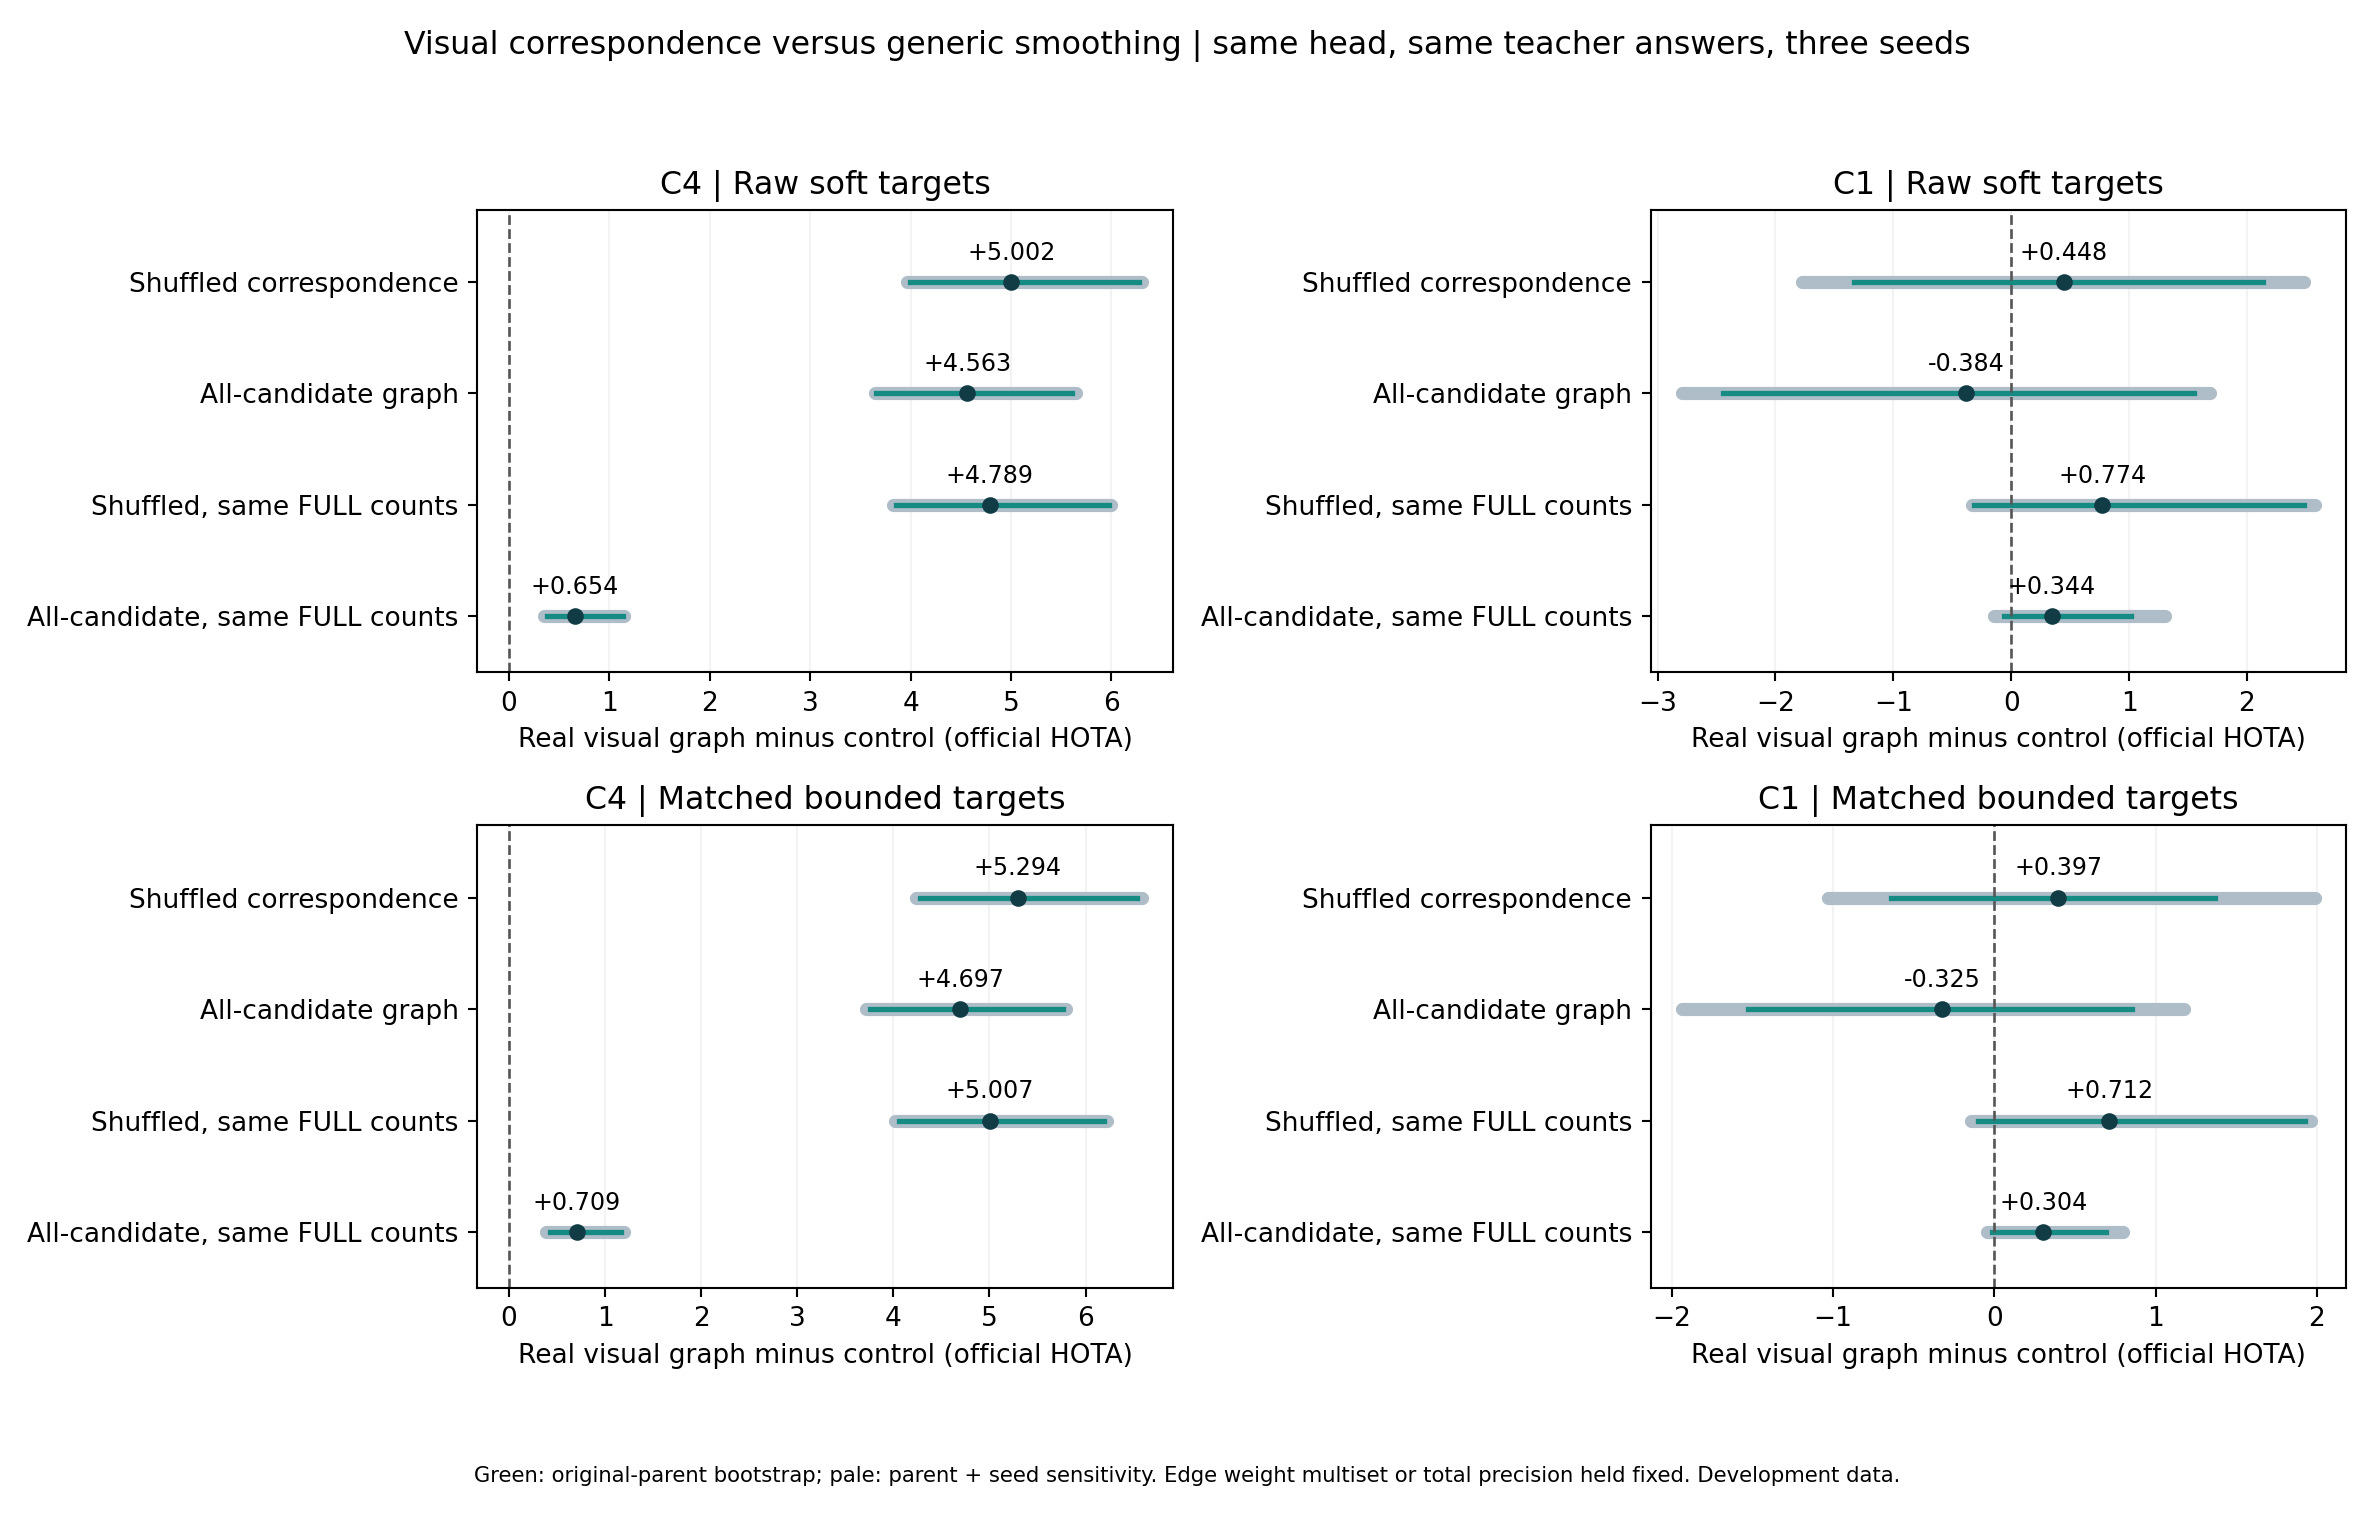 Visual correspondence versus generic smoothing | same head, same teacher answers, three seeds
C4 | Raw soft targets
Shuffled correspondence
+5.002
All-candidate graph
+4.563
Shuffled, same FULL counts
+4.789
All-candidate, same FULL counts
+0.654
0 1 2 3 4 5 6
Real visual graph minus control (official HOTA)
C1 | Raw soft targets
Shuffled correspondence
+0.448
All-candidate graph
-0.384
Shuffled, same FULL counts
+0.774
All-candidate, same FULL counts
+0.344
−3 −2 −1 0 1 2
Real visual graph minus control (official HOTA)
C4 | Matched bounded targets
Shuffled correspondence
+5.294
All-candidate graph
+4.697
Shuffled, same FULL counts
+5.007
All-candidate, same FULL counts
+0.709
0 1 2 3 4 5 6
Real visual graph minus control (official HOTA)
C1 | Matched bounded targets
Shuffled correspondence
+0.397
All-candidate graph
-0.325
Shuffled, same FULL counts
+0.712
All-candidate, same FULL counts
+0.304
−2 −1 0 1 2
Real visual graph minus control (official HOTA)
Green: original-parent bootstrap; pale: parent + seed sensitivity. Edge weight multiset or total precision held fixed. Development data.